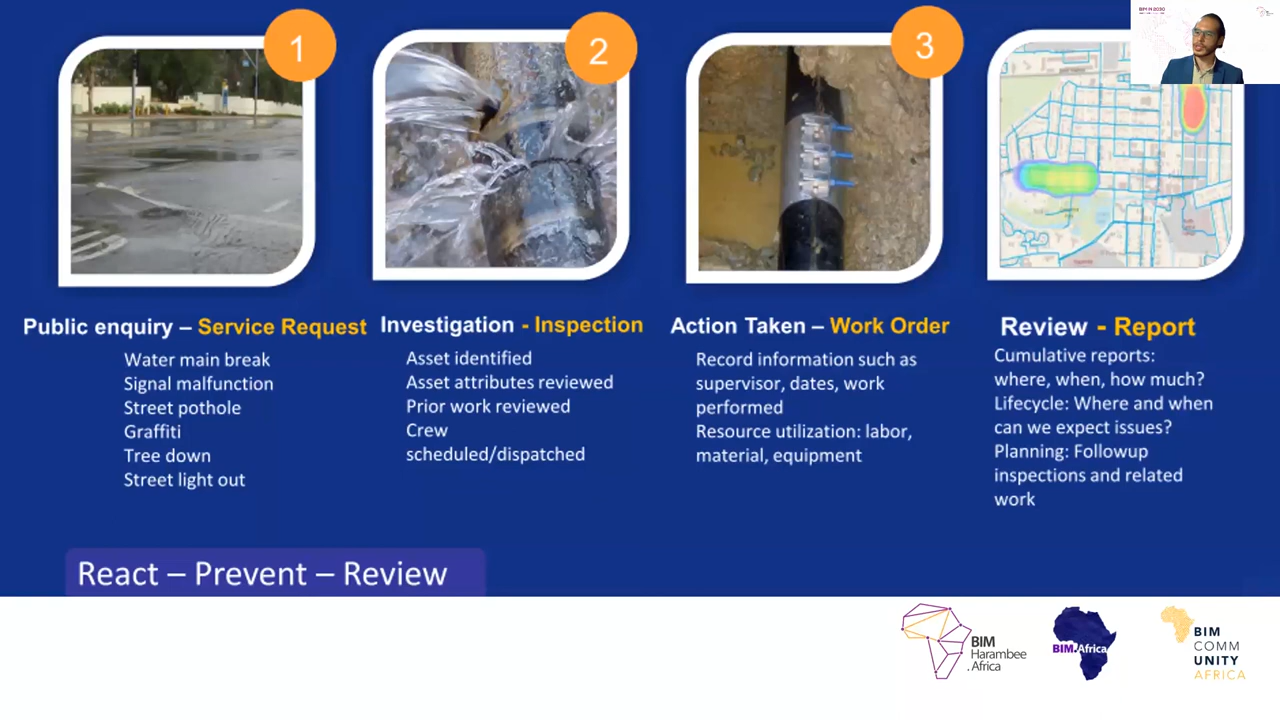 BIM IN 2030
1
2
3
Public enquiry – Service Request
Water main break
Signal malfunction
Street pothole
Graffiti
Tree down
Street light out
Investigation - Inspection
Asset identified
Asset attributes reviewed
Prior work reviewed
Crew
scheduled/dispatched
Action Taken – Work Order
Record information such as
supervisor, dates, work
performed
Resource utilization: labor,
material, equipment
Review - Report
Cumulative reports:
where, when, how much?
Lifecycle: Where and when
can we expect issues?
Planning: Followup
inspections and related
work
React – Prevent – Review
BIM
Harambee
.Africa
BIM.Africa
BIM
COMM
UNITY
AFRICA